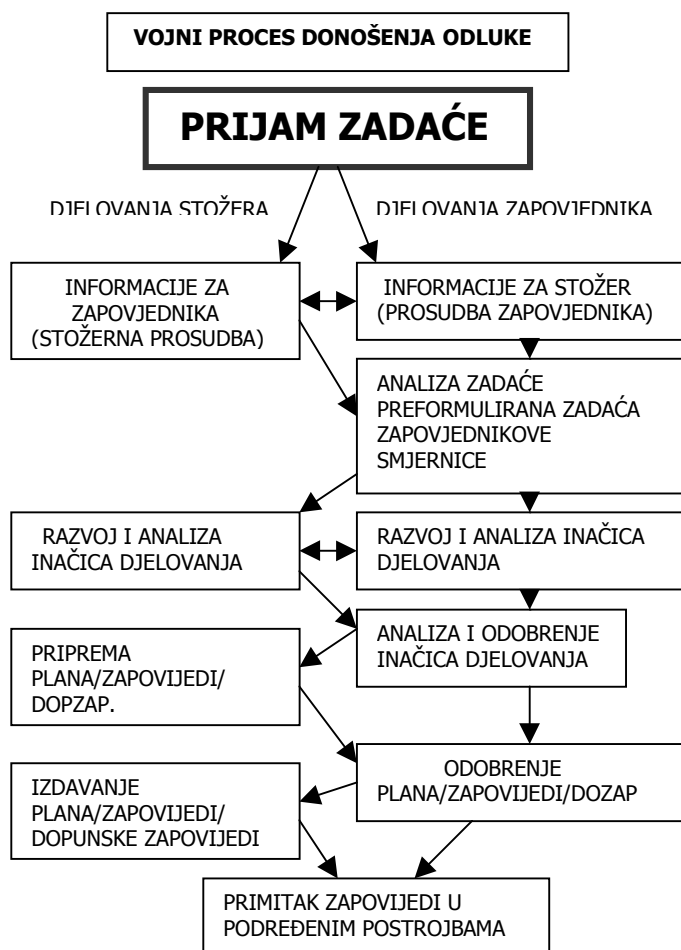 VOJNI PROCES DONOŠENJA ODLUKE
PRIJAM ZADAĆE
DJELOVANJA STOŽERA
DJELOVANJA ZAPOVJEDNIKA
INFORMACIJE ZA
ZAPOVJEDNIKA
(STOŽERNA PROSUDBA)
INFORMACIJE ZA STOŽER
(PROSUDBA ZAPOVJEDNIKA)
ANALIZA ZADAĆE
PREFORMULIRANA ZADAĆA
ZAPOVJEDNIKOVE
SMJERNICE
RAZVOJ I ANALIZA
INAČICA DJELOVANJA
RAZVOJ I ANALIZA INAČICA
DJELOVANJA
ANALIZA I ODOBRENJE
INAČICA DJELOVANJA
PRIPREMA
PLANA/ZAPOVIJEDI/
DOPZAP.
ODOBRENJE
PLANA/ZAPOVIJEDI/DOZAP
IZDAVANJE
PLANA/ZAPOVIJEDI/
DOPUNSKE ZAPOVIJEDI
PRIMITAK ZAPOVIJEDI U
PODREĐENIM POSTROJBAMA